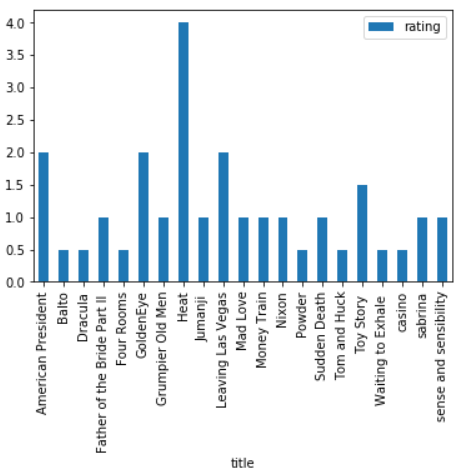 4.0
3.5
3.0
2.5
2.0
1.5
1.0
0.5
0.0
rating
American President
Balto
Dracula
Father of the Bride Part II
Four Rooms
GoldenEye
Grumpier Old Men
Heat
Jumanji
Leaving Las Vegas
Mad Love
Money Train
Nixon
Powder
Sudden Death
Tom and Huck
Toy Story
Waiting to Exhale
casino
sabrina
sense and sensibility
title